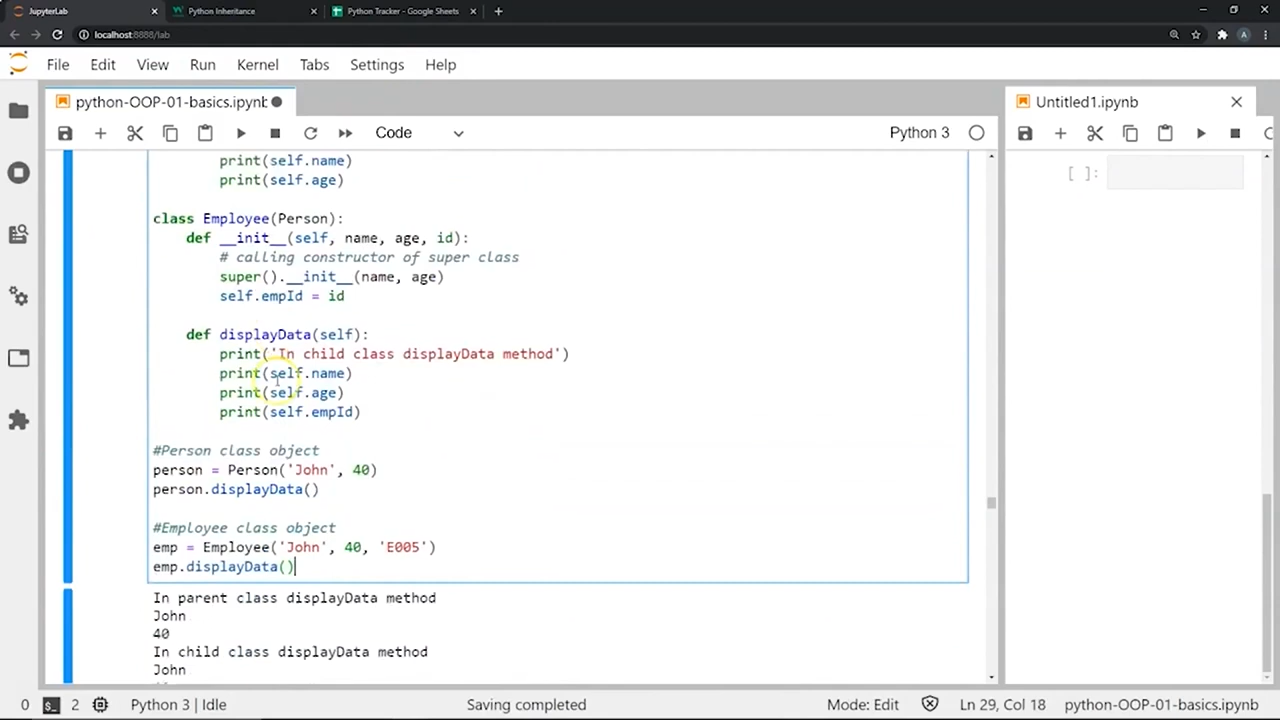 JupyterLab
Python Inheritance
Python Tracker - Google Sheets
localhost:8888/lab
File Edit View Run Kernel Tabs Settings Help
python-OOP-01-basics.ipynb
Untitled1.ipynb
Code
Python 3
print(self.name)
print(self.age)
class Employee(Person):
def __init__(self, name, age, id):
# calling constructor of super class
super().__init__(name, age)
self.empId = id
def displayData(self):
print('In child class displayData method')
print(self.name)
print(self.age)
print(self.empId)
#Person class object
person = Person('John', 40)
person.displayData()
#Employee class object
emp = Employee('John', 40, 'E005')
emp.displayData()
In parent class displayData method
John
40
In child class displayData method
John
[ ]:
0 2 Python 3 | Idle Saving completed Mode: Edit Ln 29, Col 18 python-OOP-01-basics.ipynb